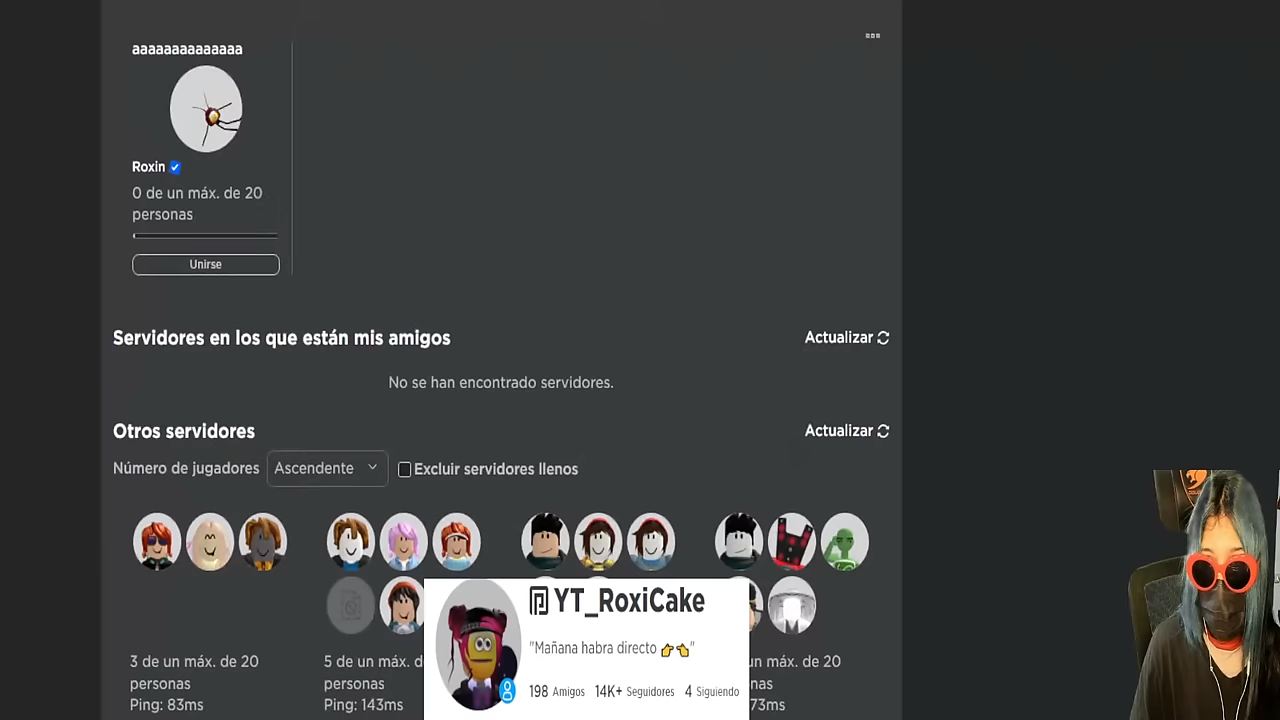 aaaaaaaaaaaaaa
Roxin
0 de un máx. de 20
personas
Unirse
Servidores en los que están mis amigos
Actualizar
No se han encontrado servidores.
Otros servidores
Actualizar
Número de jugadores
Ascendente
Excluir servidores llenos
3 de un máx. de 20
personas
Ping: 83ms
5 de un máx. d
personas
Ping: 143ms
un máx. de 20
nas
73ms
YT_RoxiCake
"Mañana habra directo 👉👈"
198 Amigos 14K+ Seguidores 4 Siguiendo